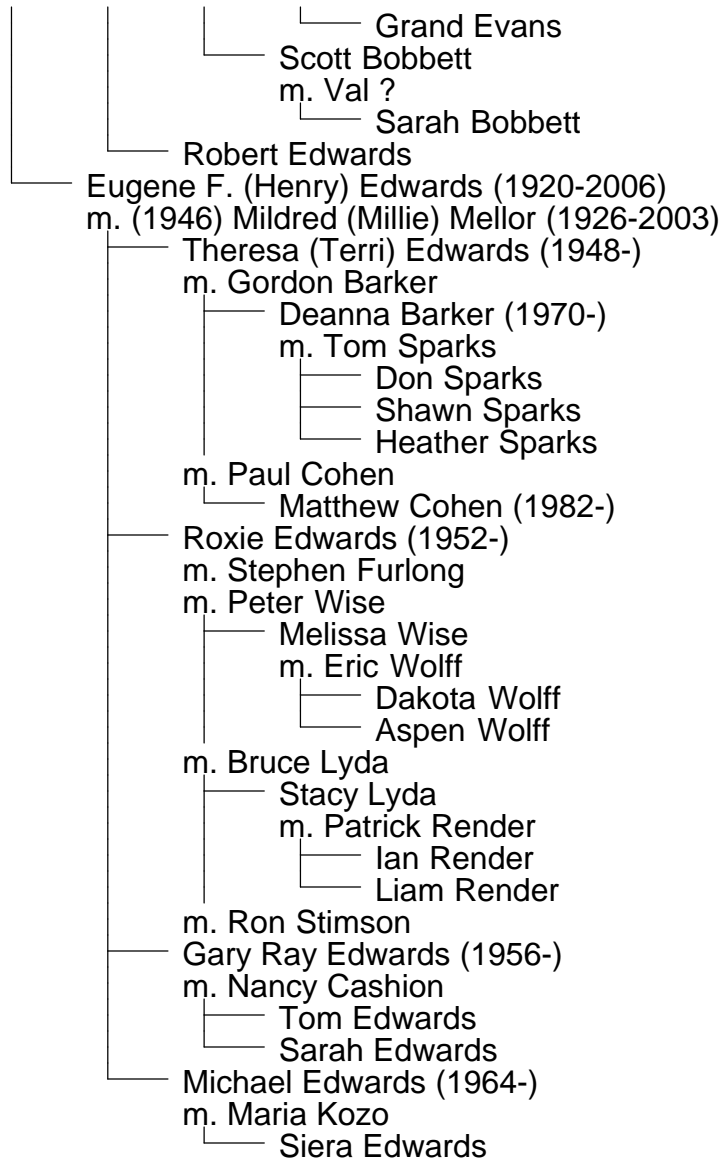 Grand Evans
Scott Bobbett
m. Val ?
Sarah Bobbett
Robert Edwards
Eugene F. (Henry) Edwards (1920-2006)
m. (1946) Mildred (Millie) Mellor (1926-2003)
Theresa (Terri) Edwards (1948-)
m. Gordon Barker
Deanna Barker (1970-)
m. Tom Sparks
Don Sparks
Shawn Sparks
Heather Sparks
m. Paul Cohen
Matthew Cohen (1982-)
Roxie Edwards (1952-)
m. Stephen Furlong
m. Peter Wise
Melissa Wise
m. Eric Wolff
Dakota Wolff
Aspen Wolff
m. Bruce Lyda
Stacy Lyda
m. Patrick Render
Ian Render
Liam Render
m. Ron Stimson
Gary Ray Edwards (1956-)
m. Nancy Cashion
Tom Edwards
Sarah Edwards
Michael Edwards (1964-)
m. Maria Kozo
Siera Edwards